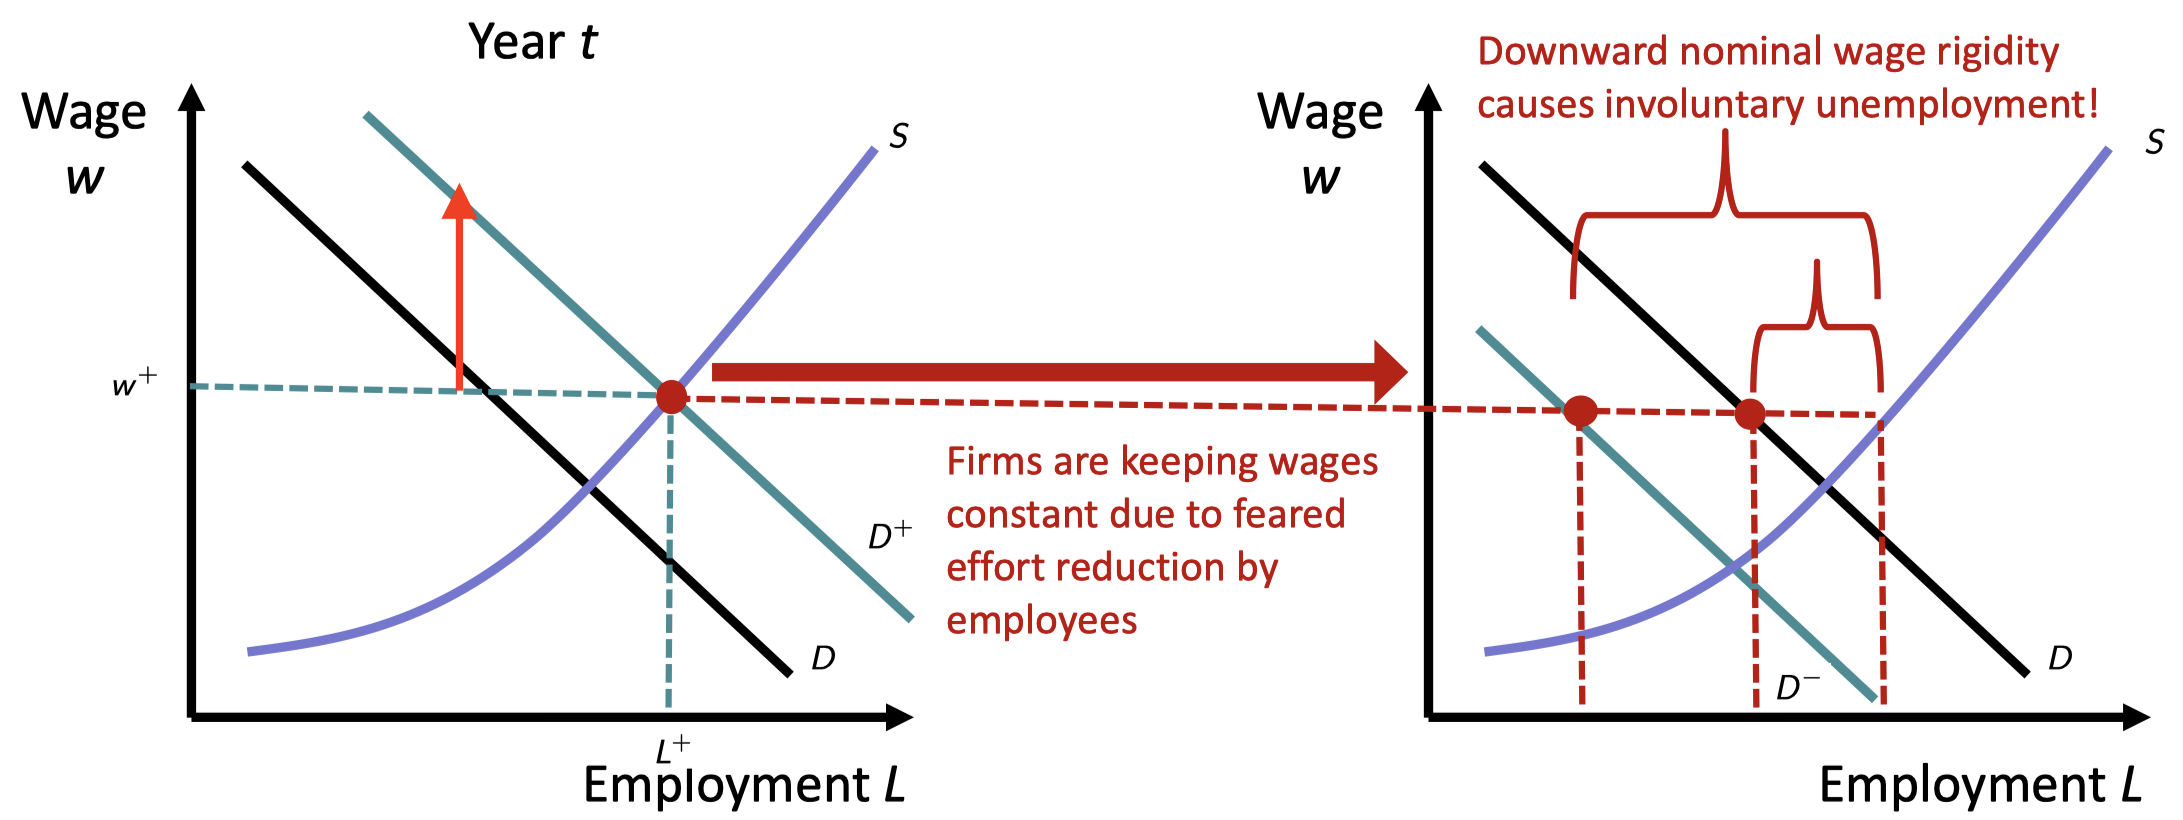 Year t
Wage
w
S
w⁺
D⁺
D
L⁺
Employment L
Firms are keeping wages
constant due to feared
effort reduction by
employees
Downward nominal wage rigidity
causes involuntary unemployment!
Wage
w
S
D
D⁻
Employment L